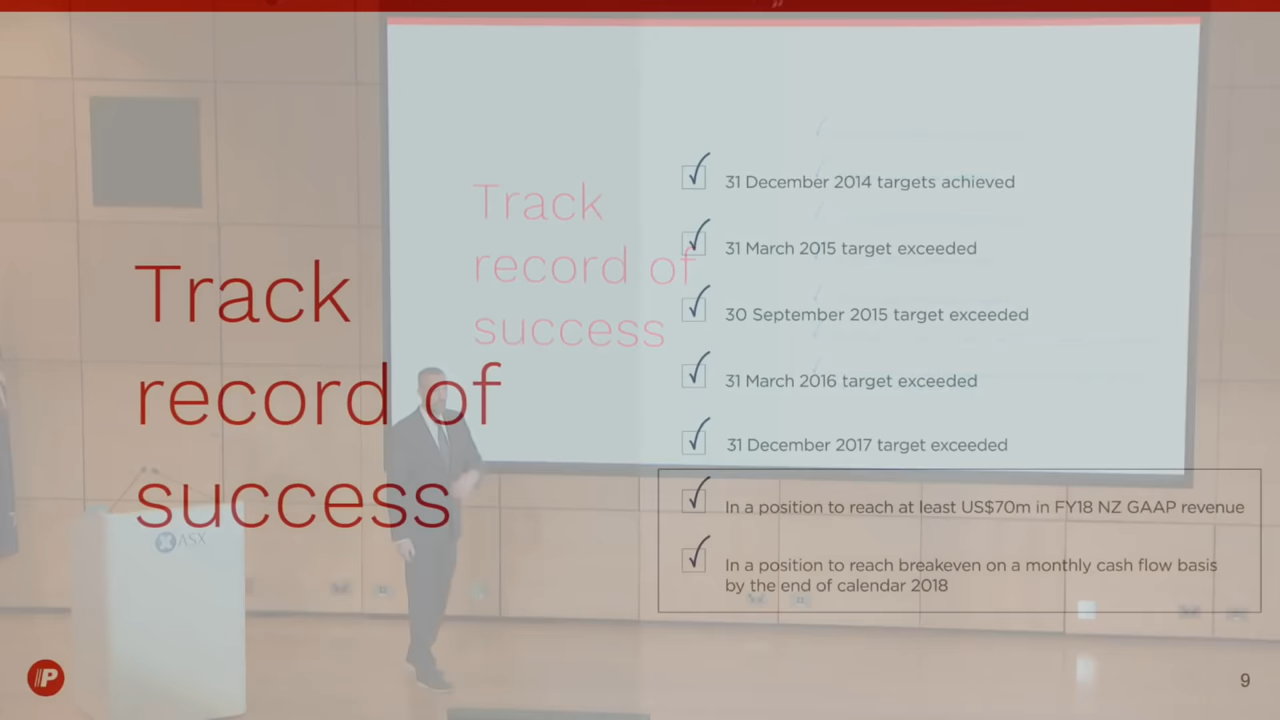 Track
record of
success
Track
record of
success
31 December 2014 targets achieved
31 March 2015 target exceeded
30 September 2015 target exceeded
31 March 2016 target exceeded
31 December 2017 target exceeded
In a position to reach at least US$70m in FY18 NZ GAAP revenue
In a position to reach breakeven on a monthly cash flow basis
by the end of calendar 2018
ASX
P
9